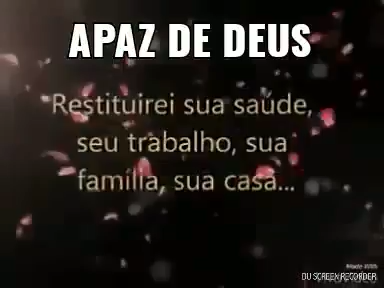 APAZ DE DEUS
Restituirei sua saúde,
seu trabalho, sua
família, sua casa...
DU SCREEN RECORDER